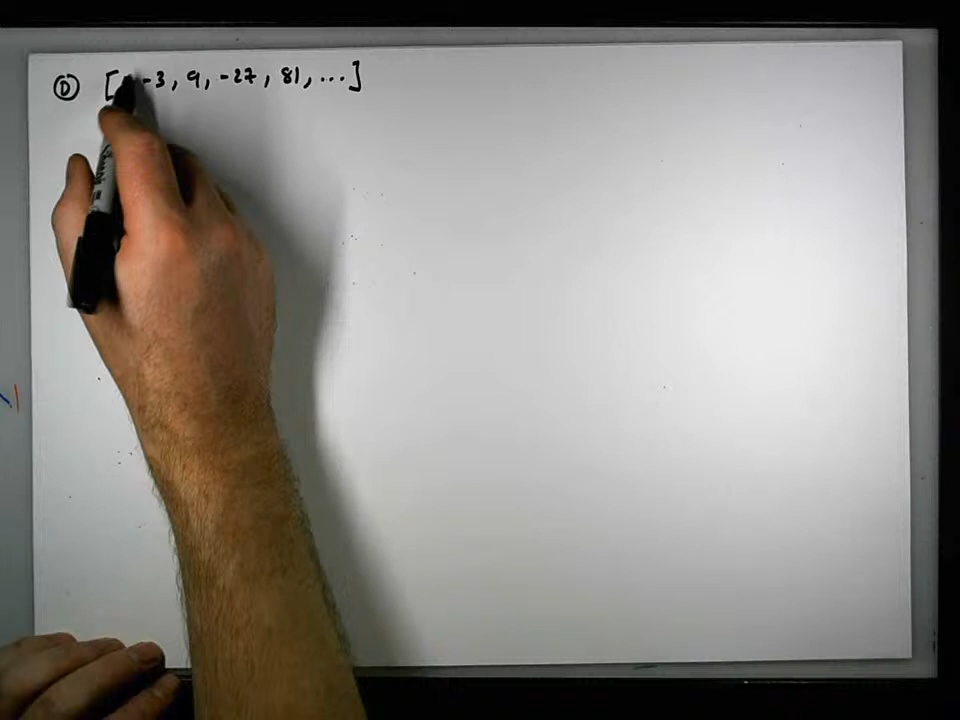 Ⓓ [ -3, 9, -27, 81, ...]